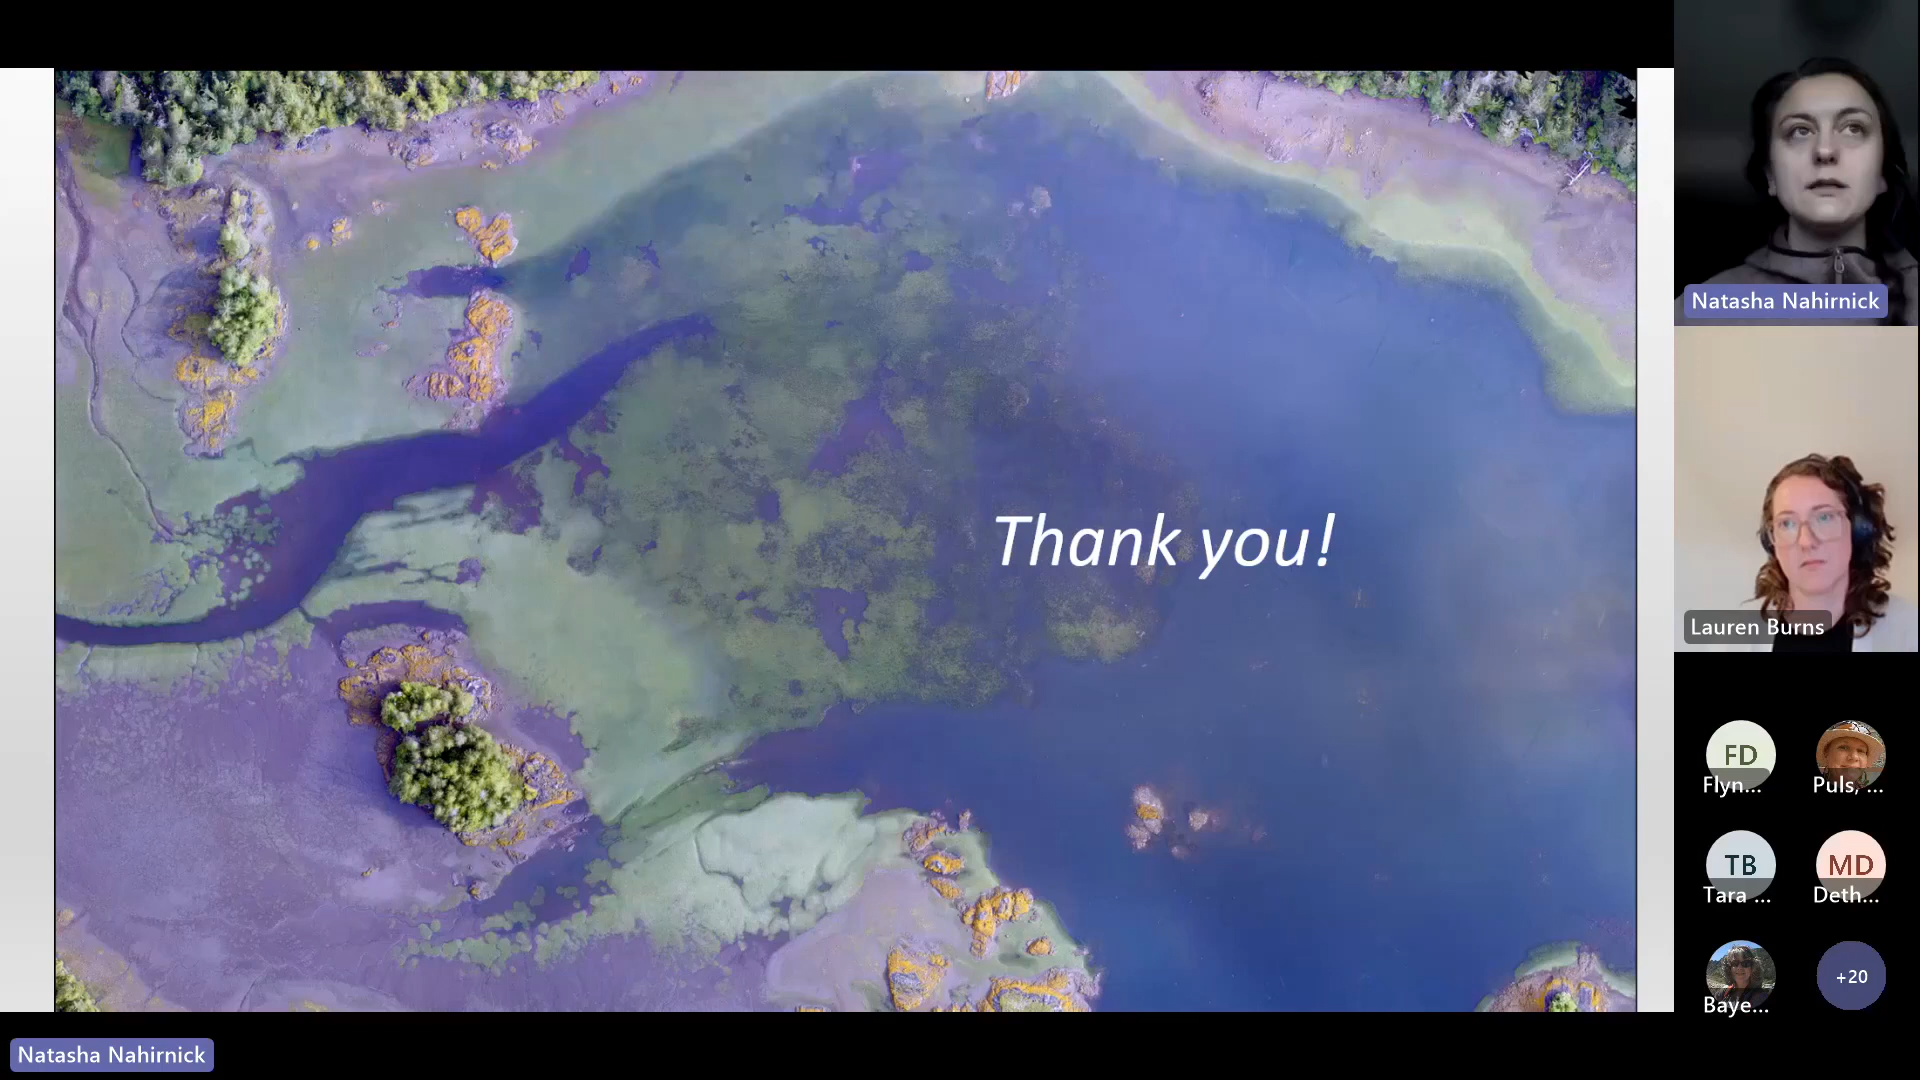 Thank you!
Natasha Nahirnick
Lauren Burns
FD
Flyn...
Puls, ...
TB
Tara ...
MD
Deth...
Baye...
+20
Natasha Nahirnick